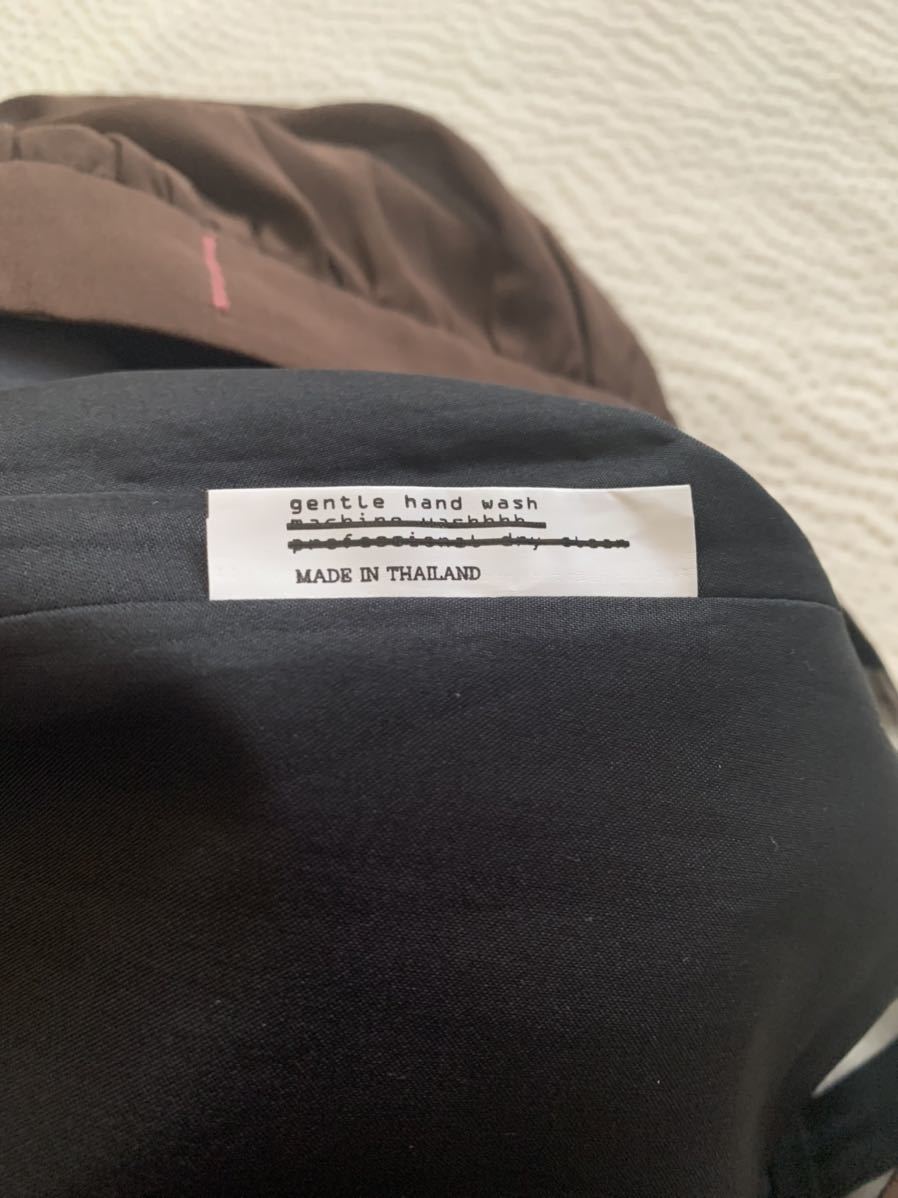 gentle hand wash
machine washhhh
professional dry clean
MADE IN THAILAND